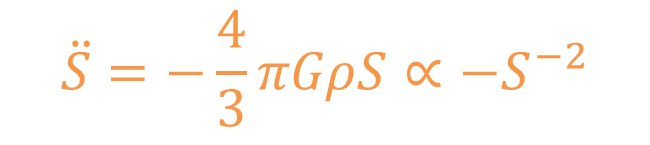 S̈ = −4/3 πGρS ∝ −S⁻²